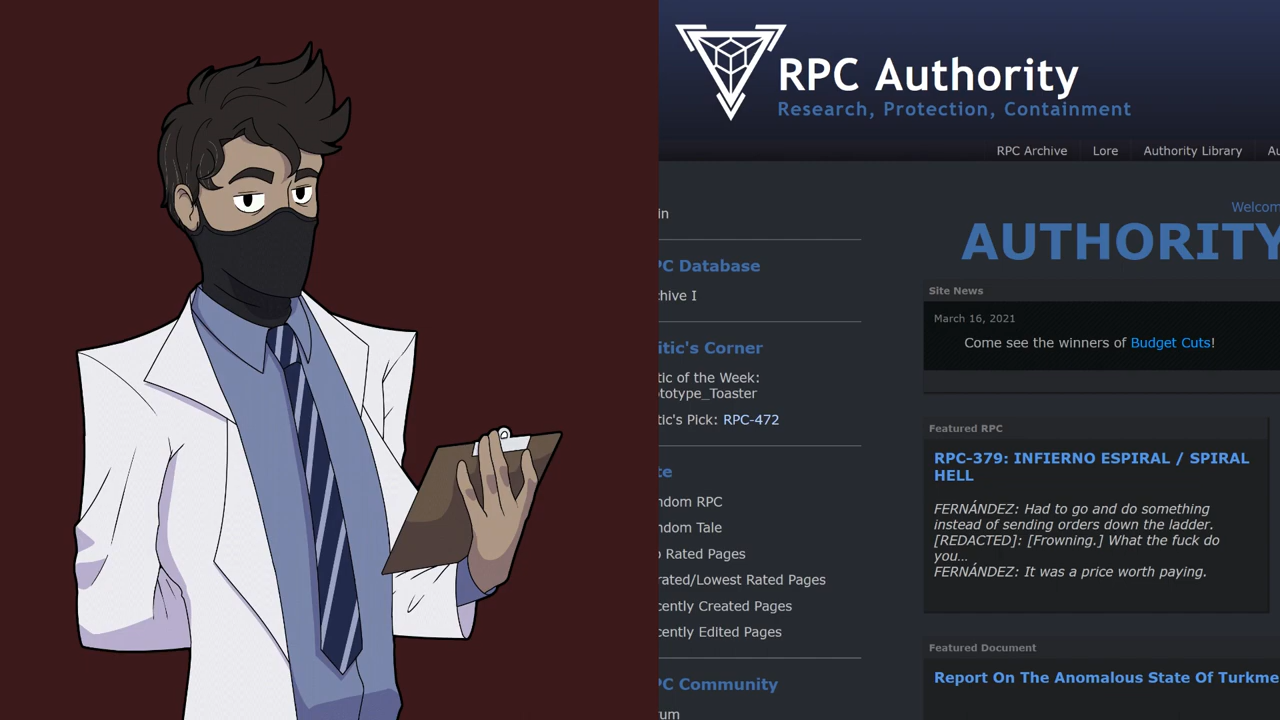 RPC Authority
Research, Protection, Containment
RPC Archive
Lore
Authority Library
in
C Database
hive I
itic's Corner
tic of the Week:
ototype_Toaster
tic's Pick: RPC-472
te
ndom RPC
ndom Tale
Rated Pages
rated/Lowest Rated Pages
cently Created Pages
cently Edited Pages
C Community
rum
Welcom
AUTHORITY
Site News
March 16, 2021
Come see the winners of Budget Cuts!
Featured RPC
RPC-379: INFIERNO ESPIRAL / SPIRAL
HELL
FERNÁNDEZ: Had to go and do something
instead of sending orders down the ladder.
[REDACTED]: [Frowning.] What the fuck do
you...
FERNÁNDEZ: It was a price worth paying.
Featured Document
Report On The Anomalous State Of Turkme